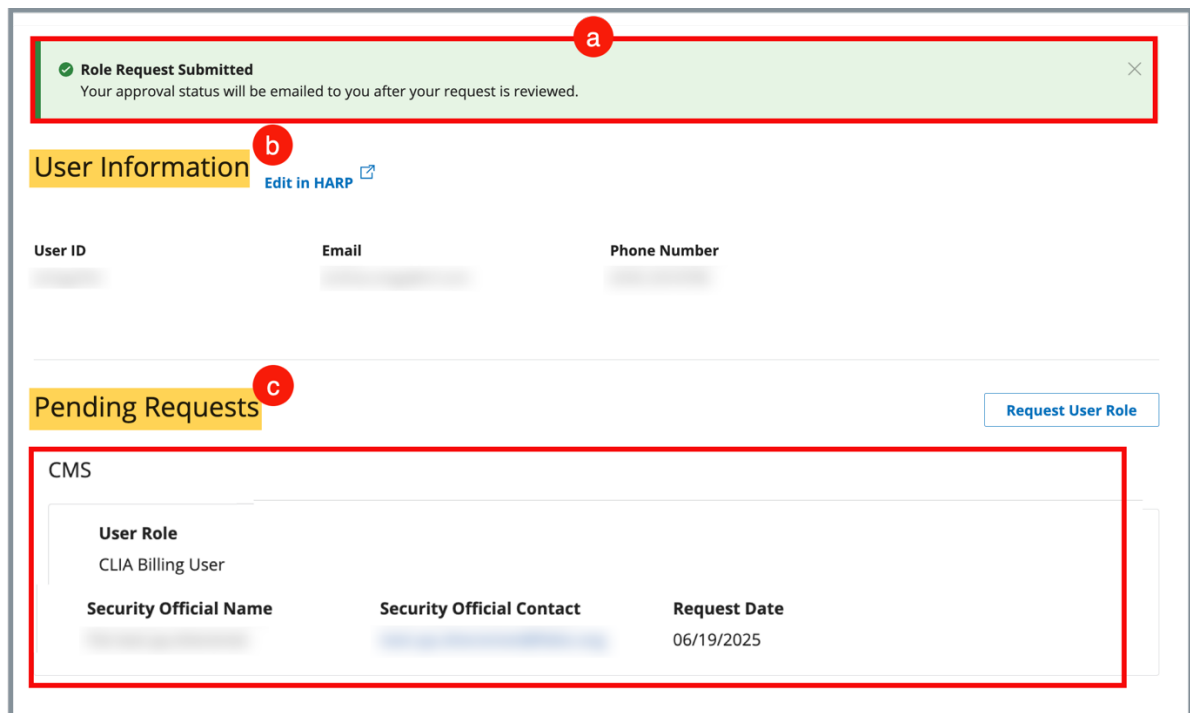 a
Role Request Submitted
Your approval status will be emailed to you after your request is reviewed.
b
User Information
Edit in HARP
User ID
Email
Phone Number
c
Pending Requests
Request User Role
CMS
User Role
CLIA Billing User
Security Official Name
Security Official Contact
Request Date
06/19/2025